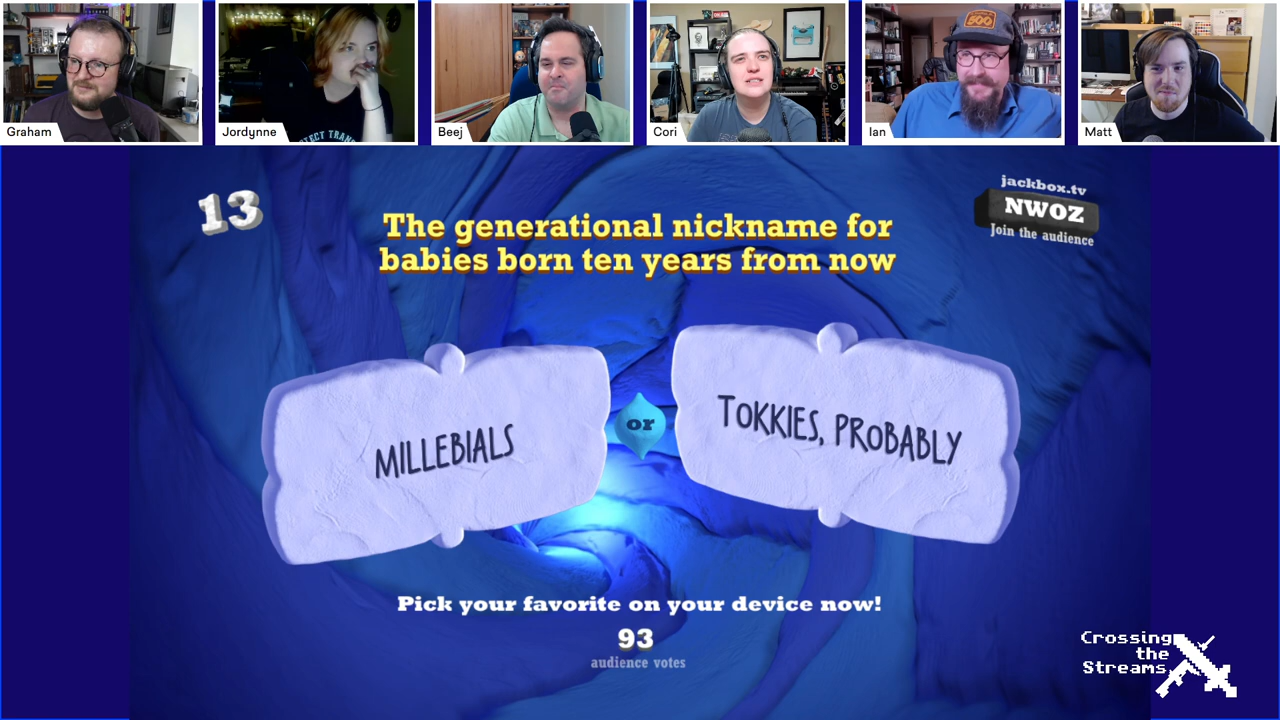 Graham
Jordynne
Beej
Cori
Ian
Matt
500
13
The generational nickname for
babies born ten years from now
jackbox.tv
NWOZ
Join the audience
MILLEBIALS
or
TOKKIES, PROBABLY
Pick your favorite on your device now!
93
audience votes
Crossing
the
Streams